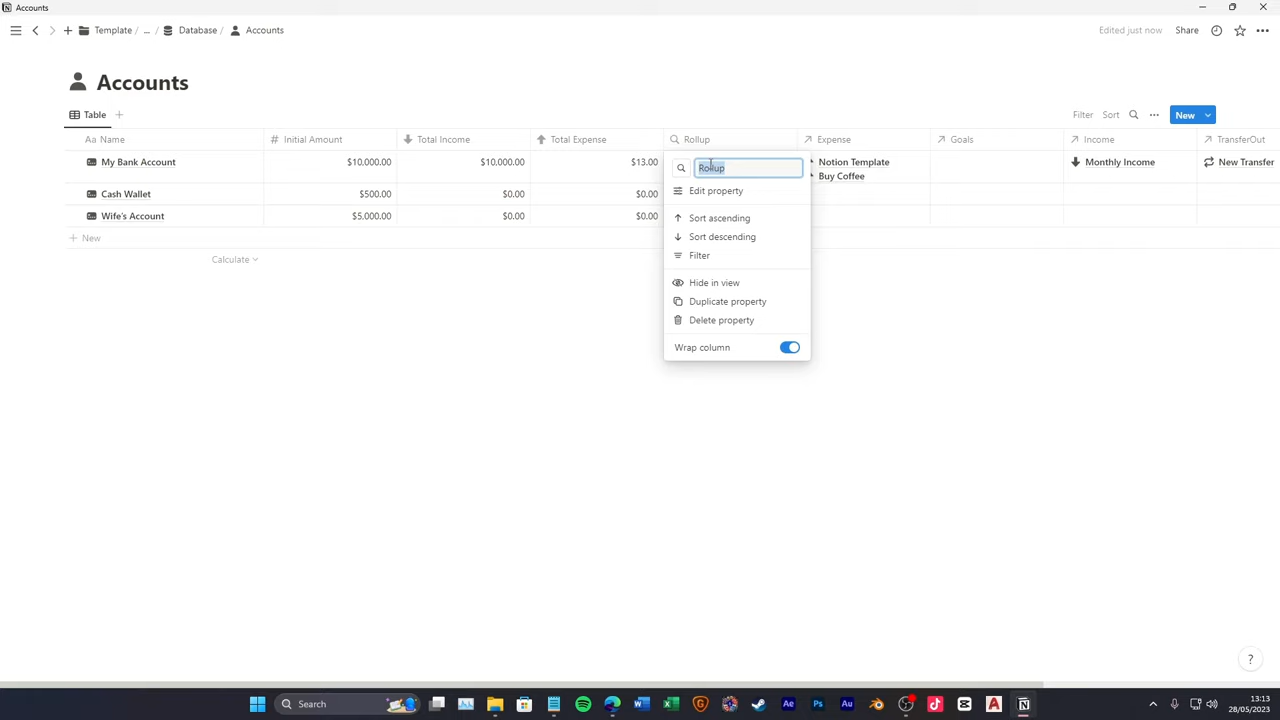 Accounts
Template / ... / Database / Accounts
Edited just now Share
Accounts
Table
Filter Sort New
Aa Name # Initial Amount Total Income Total Expense Rollup Expense Goals Income TransferOut
My Bank Account $10,000.00 $10,000.00 $13.00 Notion Template Monthly Income New Transfer
Rollup
Buy Coffee
Edit property
Cash Wallet $500.00 $0.00 $0.00
Wife's Account $5,000.00 $0.00 $0.00
Sort ascending
Sort descending
+ New
Filter
Calculate
Hide in view
Duplicate property
Delete property
Wrap column
?
Search
13:13
28/05/2023